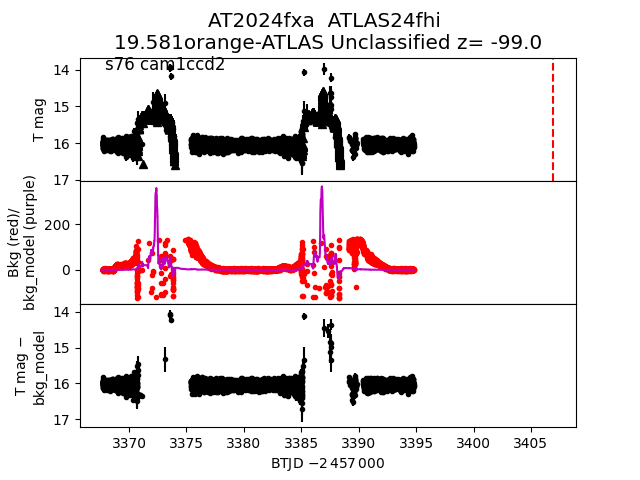 AT2024fxa  ATLAS24fhi
19.581orange-ATLAS Unclassified z= -99.0
s76 cam1ccd2
T mag
14
15
16
17
Bkg (red)/
bkg_model (purple)
200
0
T mag −
bkg_model
14
15
16
17
3370
3375
3380
3385
3390
3395
3400
3405
BTJD −2 457 000